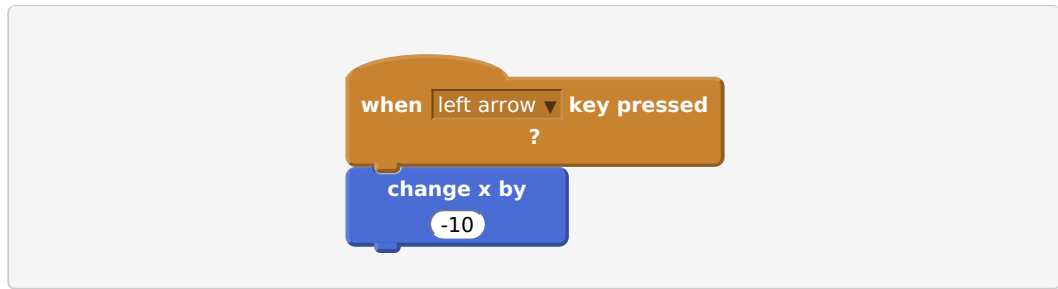 when left arrow ▼ key pressed
?
change x by
-10